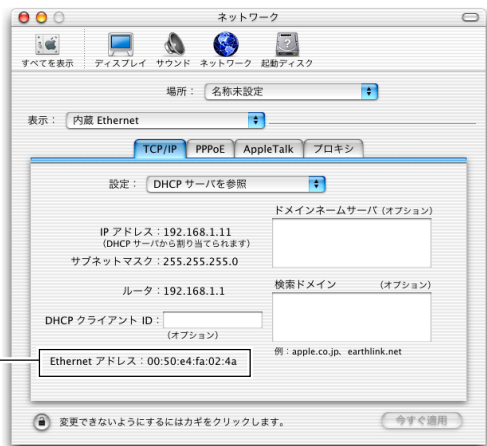 ネットワーク
すべてを表示 ディスプレイ サウンド ネットワーク 起動ディスク
場所： 名称未設定
表示： 内蔵 Ethernet
TCP/IP PPPoE AppleTalk プロキシ
設定： DHCP サーバを参照
ドメインネームサーバ (オプション)
IP アドレス：192.168.1.11
(DHCP サーバから割り当てられます)
サブネットマスク：255.255.255.0
ルータ：192.168.1.1
検索ドメイン (オプション)
DHCP クライアント ID：
(オプション)
例：apple.co.jp、earthlink.net
Ethernet アドレス：00:50:e4:fa:02:4a
変更できないようにするにはカギをクリックします。
今すぐ適用